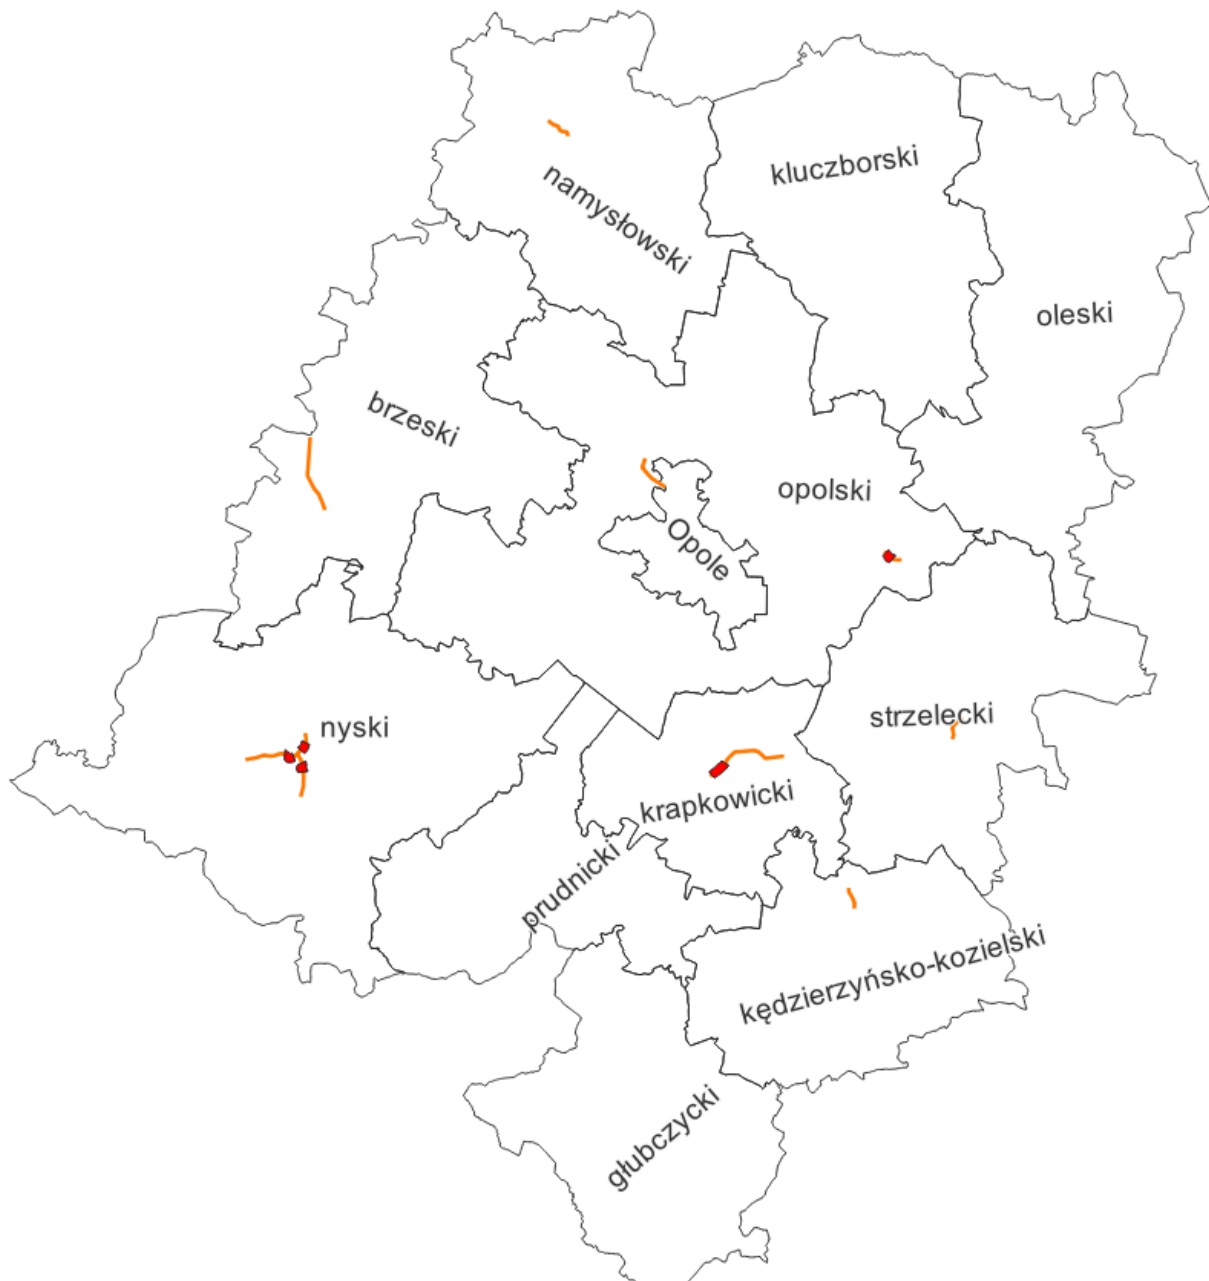 kluczborski
namysłowski
oleski
brzeski
opolski
Opole
strzelecki
nyski
krapkowicki
prudnicki
kędzierzyńsko-kozielski
głubczycki